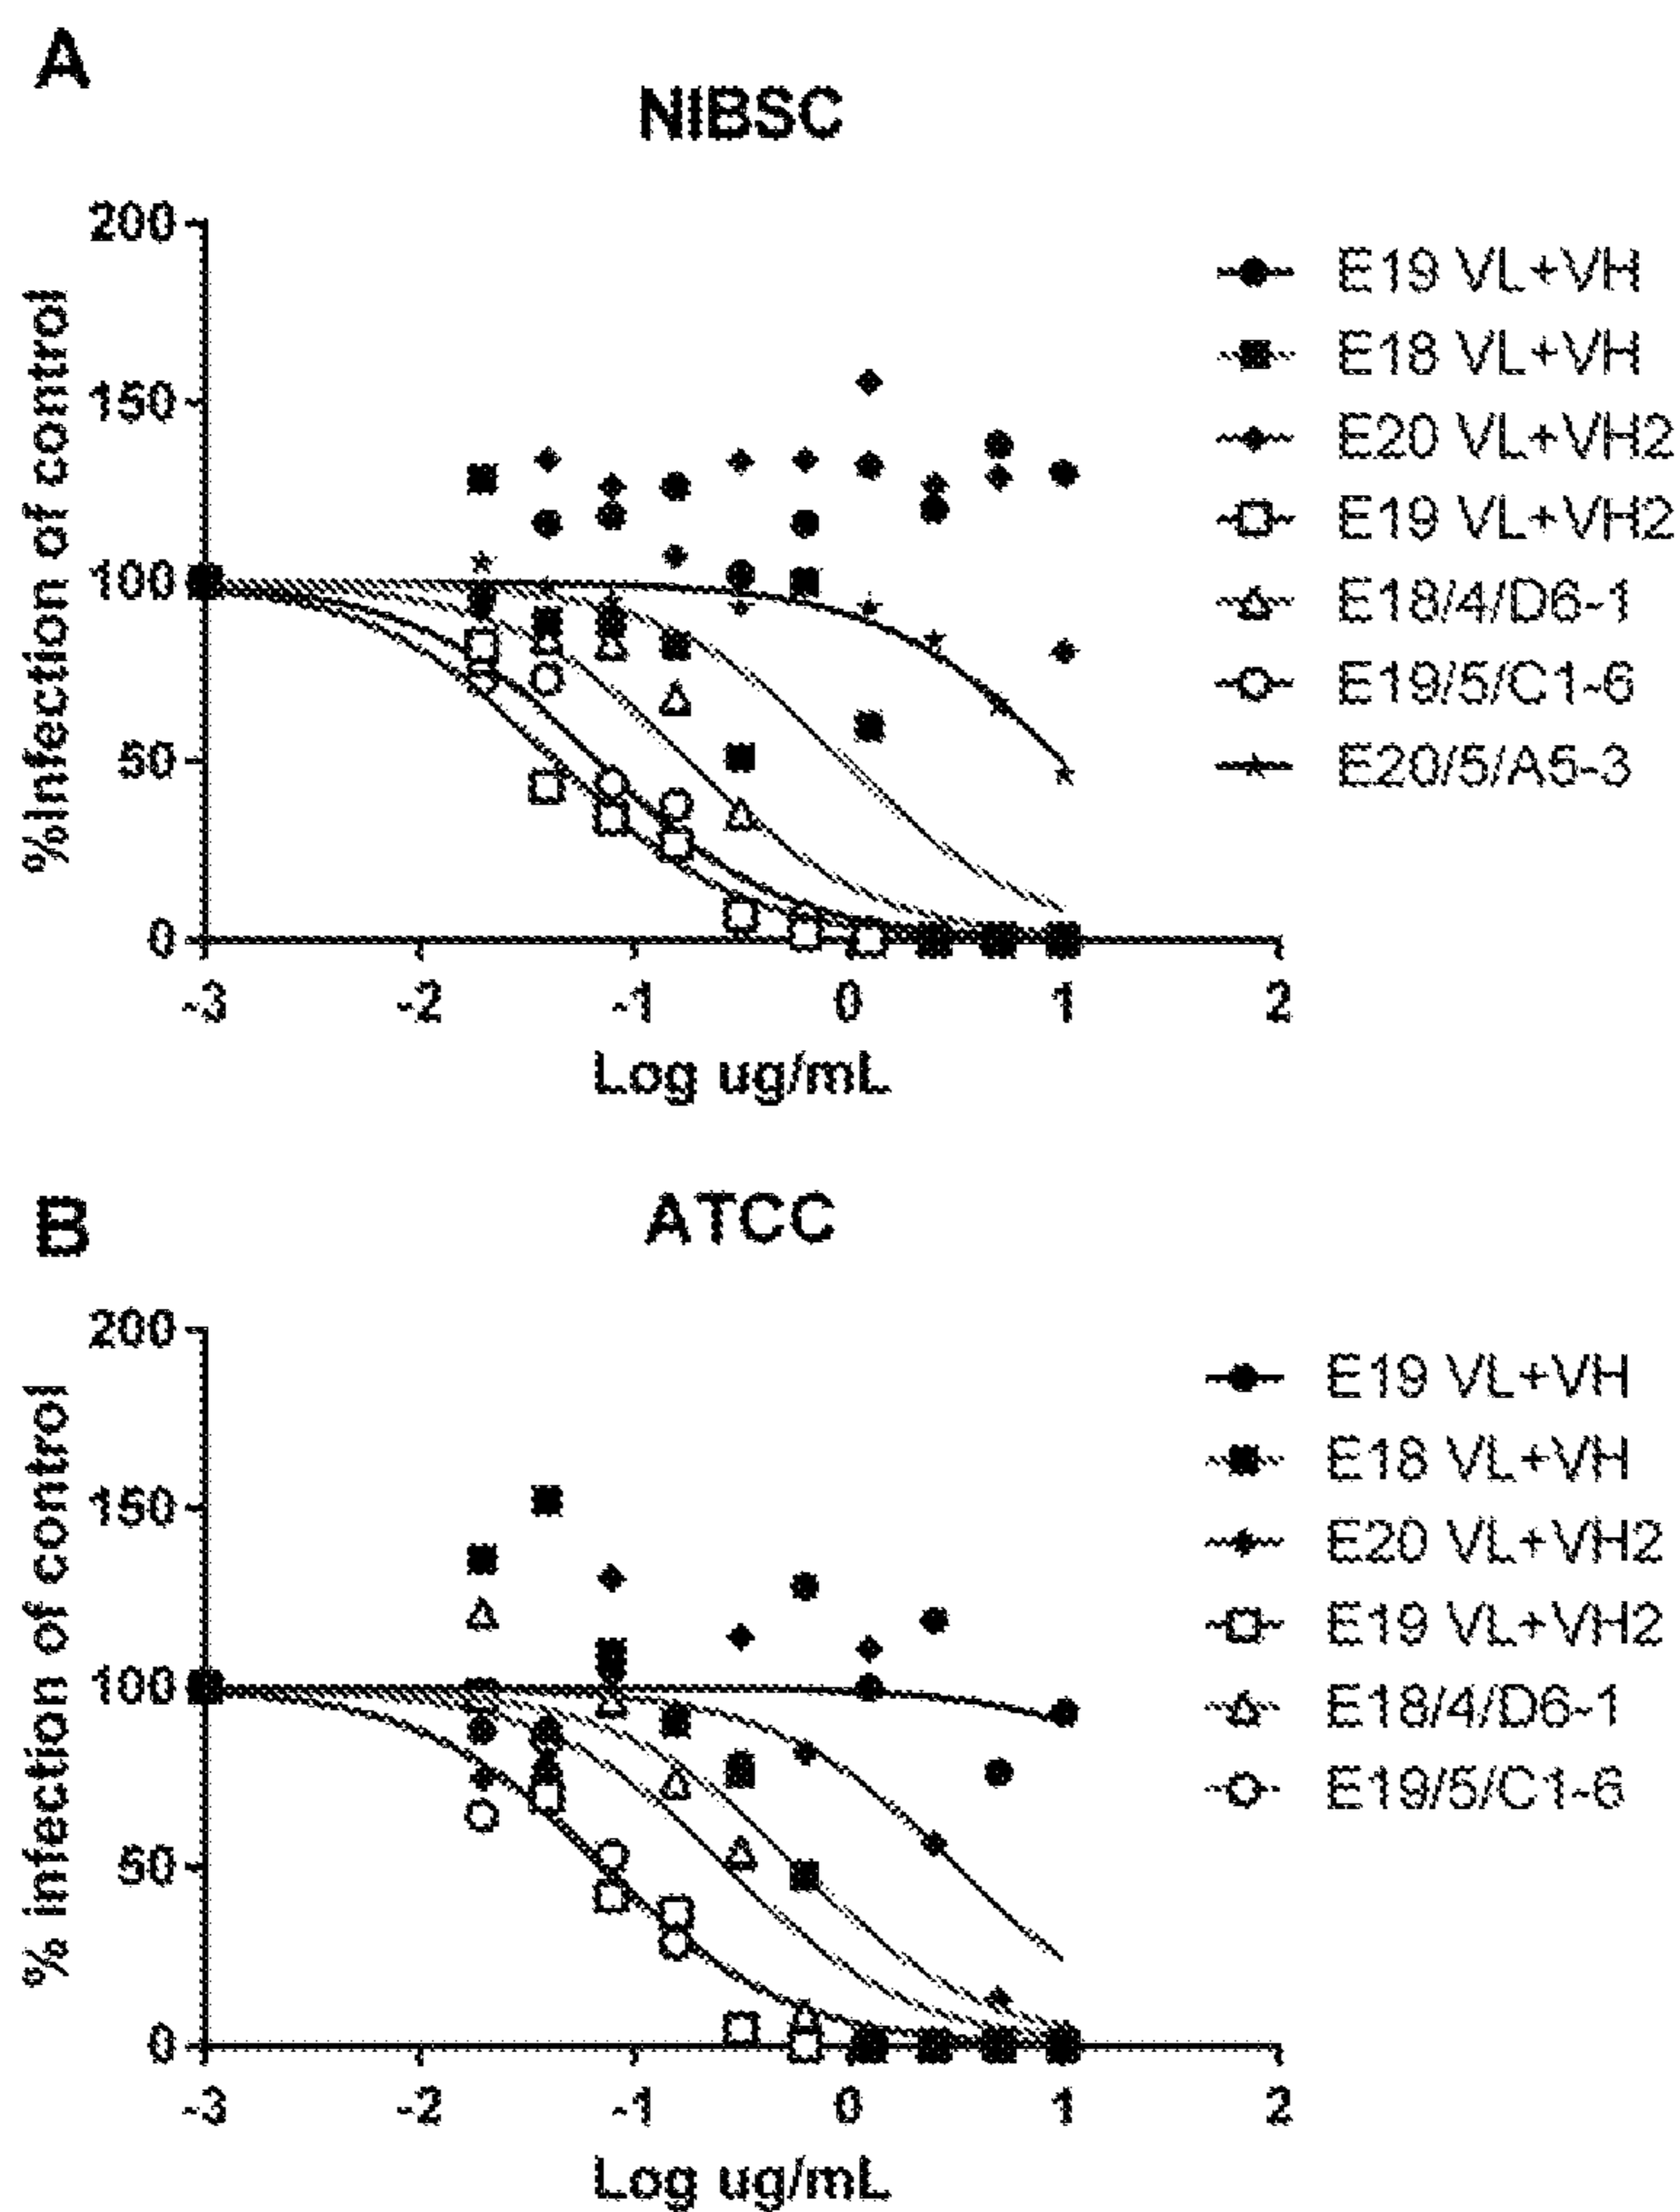 A
NIBSC
%Infection of control
200
150
100
50
0
-3 -2 -1 0 1 2
Log ug/mL
E19 VL+VH
E18 VL+VH
E20 VL+VH2
E19 VL+VH2
E18/4/D6-1
E19/5/C1-6
E20/5/A5-3
B
ATCC
% infection of control
200
150
100
50
0
-3 -2 -1 0 1 2
Log ug/mL
E19 VL+VH
E18 VL+VH
E20 VL+VH2
E19 VL+VH2
E18/4/D6-1
E19/5/C1-6